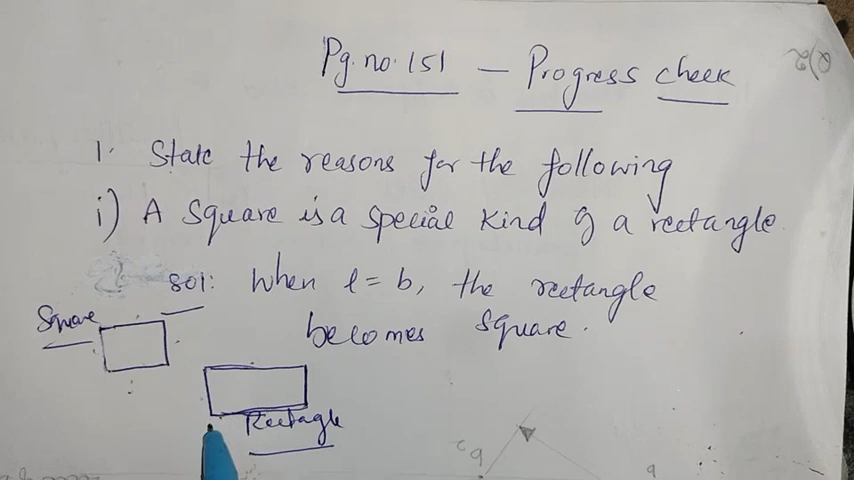 Pg. no. 151 — Progress check
1. State the reasons for the following
i) A square is a special kind of a rectangle.
Sol: When l = b, the rectangle
becomes square.
Square
Rectagle